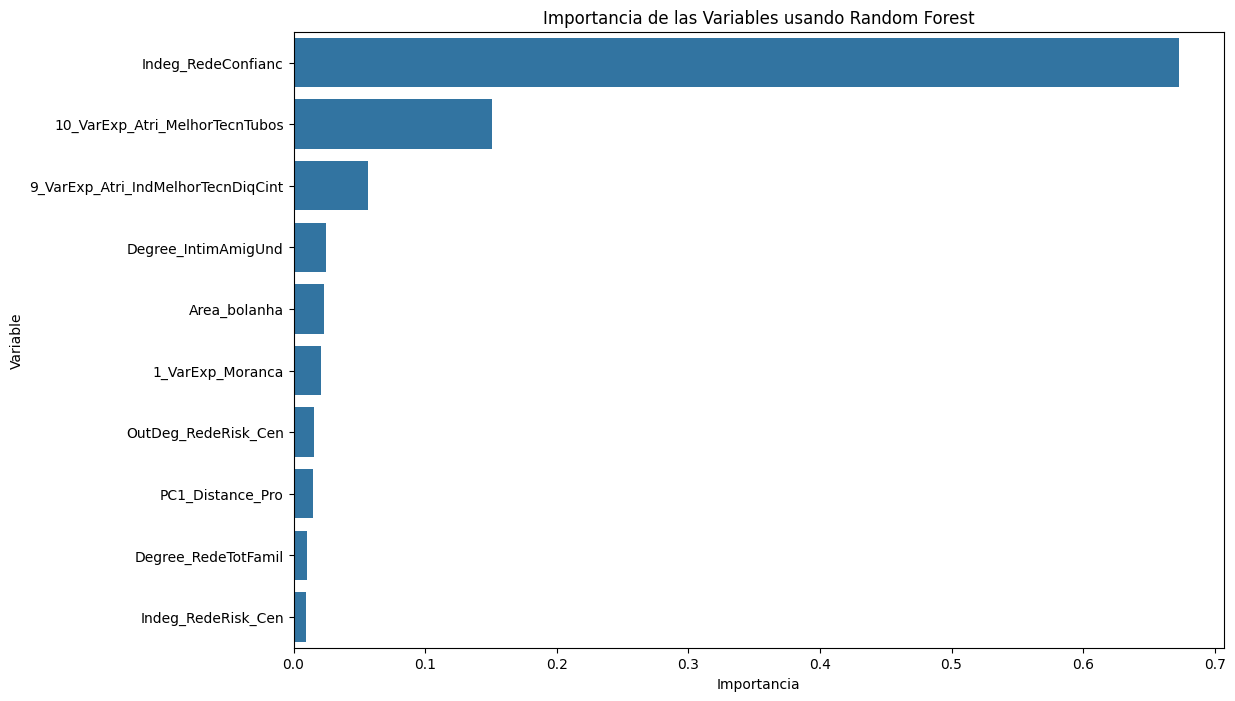 Importancia de las Variables usando Random Forest
Variable
Indeg_RedeConfianc
10_VarExp_Atri_MelhorTecnTubos
9_VarExp_Atri_IndMelhorTecnDiqCint
Degree_IntimAmigUnd
Area_bolanha
1_VarExp_Moranca
OutDeg_RedeRisk_Cen
PC1_Distance_Pro
Degree_RedeTotFamil
Indeg_RedeRisk_Cen
0.0 0.1 0.2 0.3 0.4 0.5 0.6 0.7
Importancia